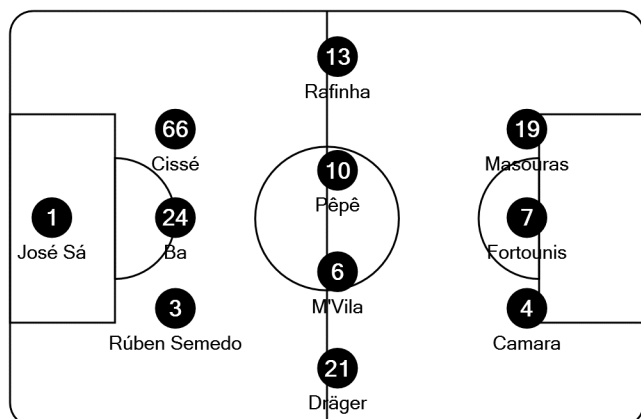 13
Rafinha
66
Cissé
19
Masouras
10
Pêpê
1
José Sá
24
Ba
7
Fortounis
6
M'Vila
3
Rúben Semedo
4
Camara
21
Dräger